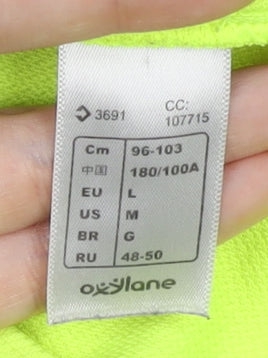 3691 CC: 107715
Cm 96-103
中国 180/100A
EU L
US M
BR G
RU 48-50
oxylane